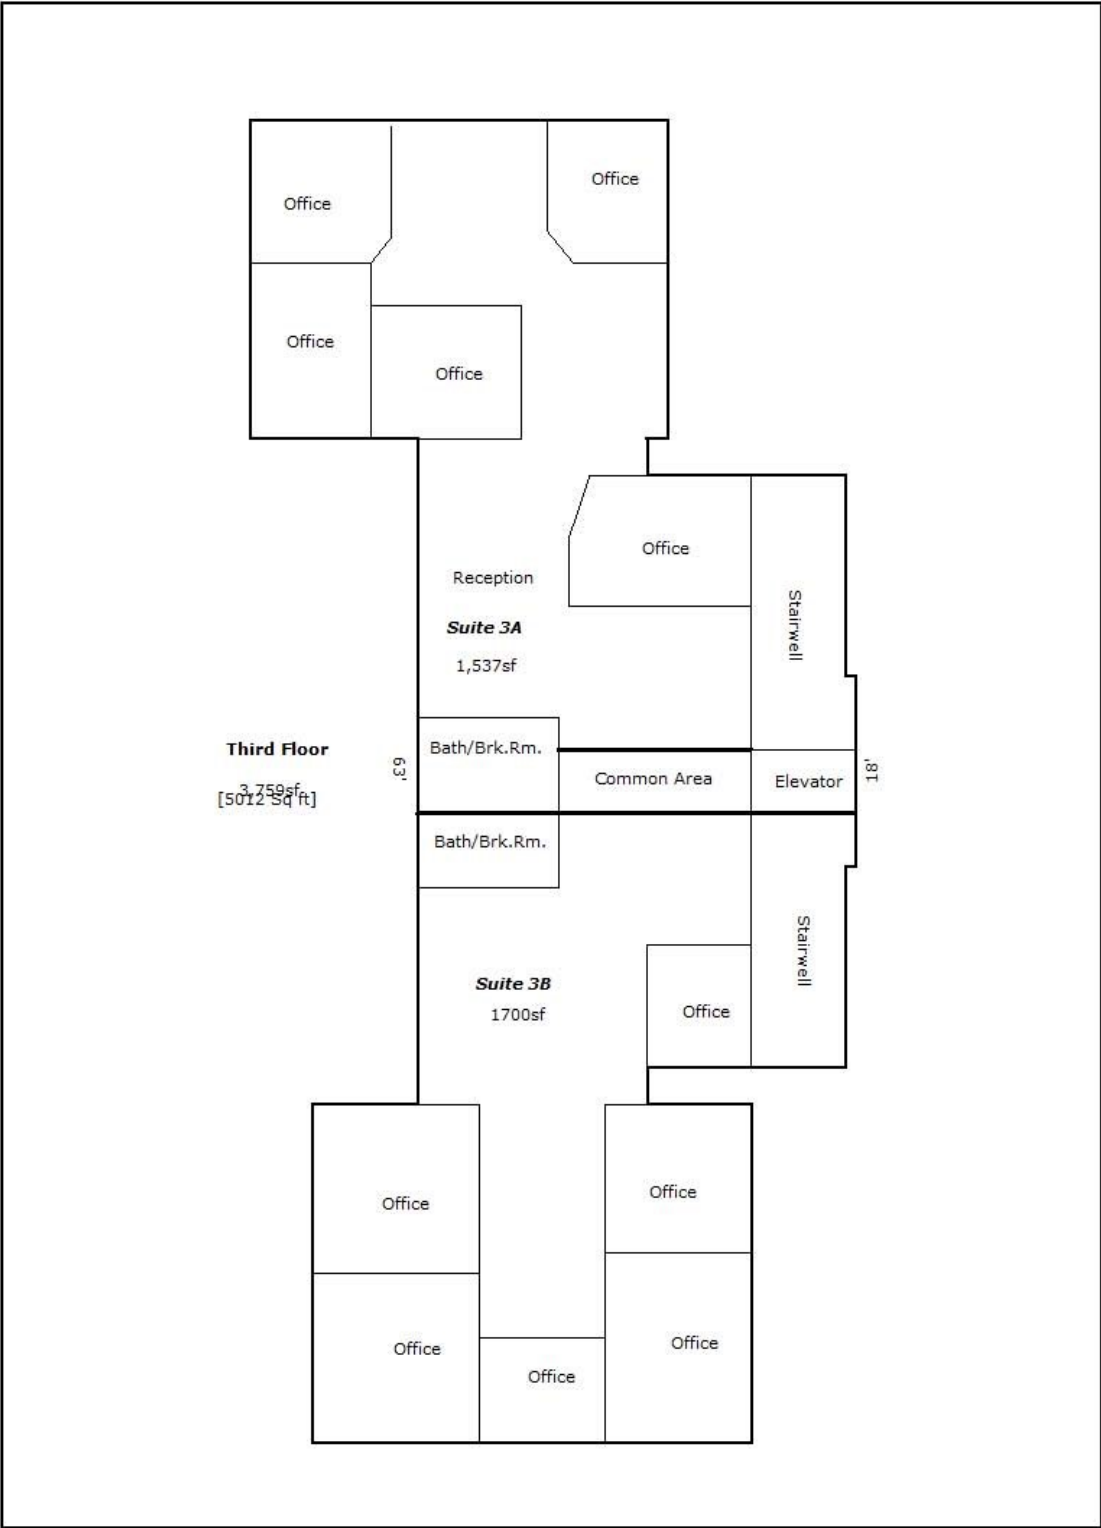 Office
Office
Office
Office
Office
Stairwell
Reception
Suite 3A
1,537sf
Third Floor
3,759sf
[5012 Sq ft]
63'
Bath/Brk.Rm.
Common Area
Elevator
18'
Bath/Brk.Rm.
Stairwell
Suite 3B
1700sf
Office
Office
Office
Office
Office
Office